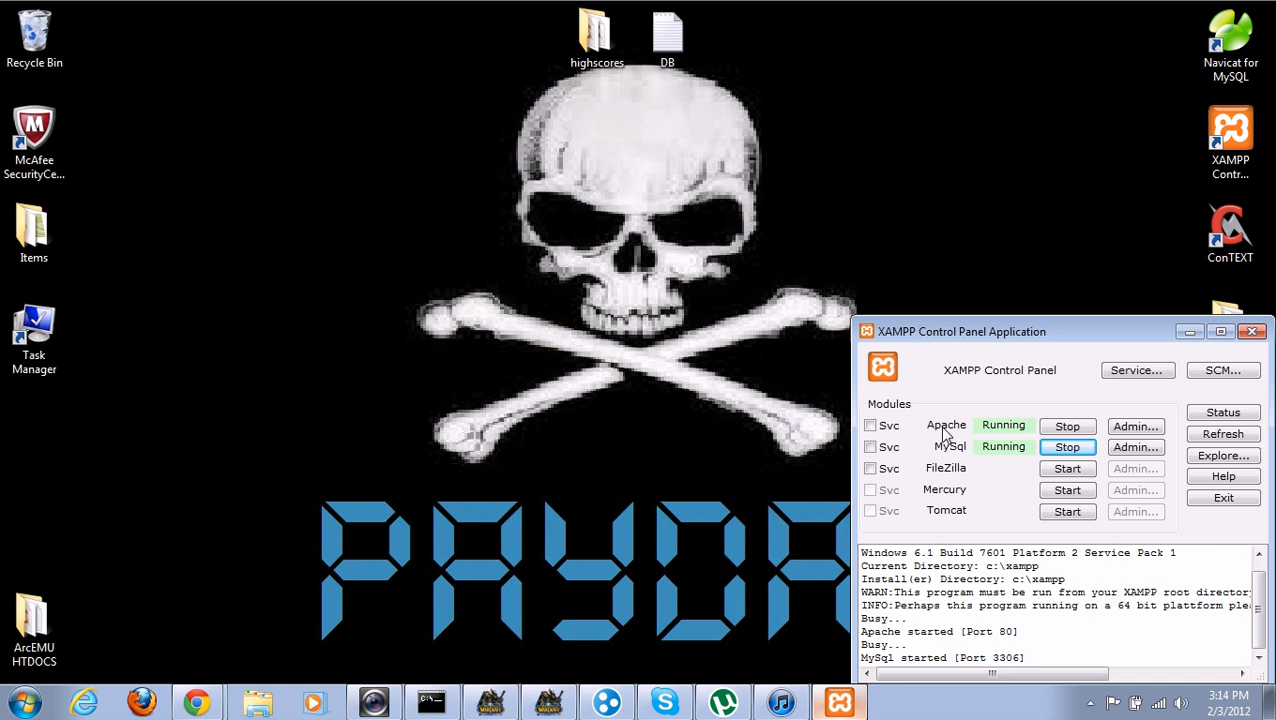 Recycle Bin
highscores
DB
Navicat for
MySQL
McAfee
SecurityCe...
XAMPP
Contr...
Items
ConTEXT
Task
Manager
XAMPP Control Panel Application
XAMPP Control Panel
Service...
SCM...
Modules
Svc Apache Running Stop Admin...
Svc MySql Running Stop Admin...
Svc FileZilla Start Admin...
Svc Mercury Start Admin...
Svc Tomcat Start Admin...
Status
Refresh
Explore...
Help
Exit
Windows 6.1 Build 7601 Platform 2 Service Pack 1
Current Directory: c:\xampp
Install(er) Directory: c:\xampp
WARN:This program must be run from your XAMPP root director
INFO:Perhaps this program running on a 64 bit plattform ple
Busy...
Apache started [Port 80]
Busy...
MySql started [Port 3306]
PAYDA
ArcEMU
HTDOCS
3:14 PM
2/3/2012